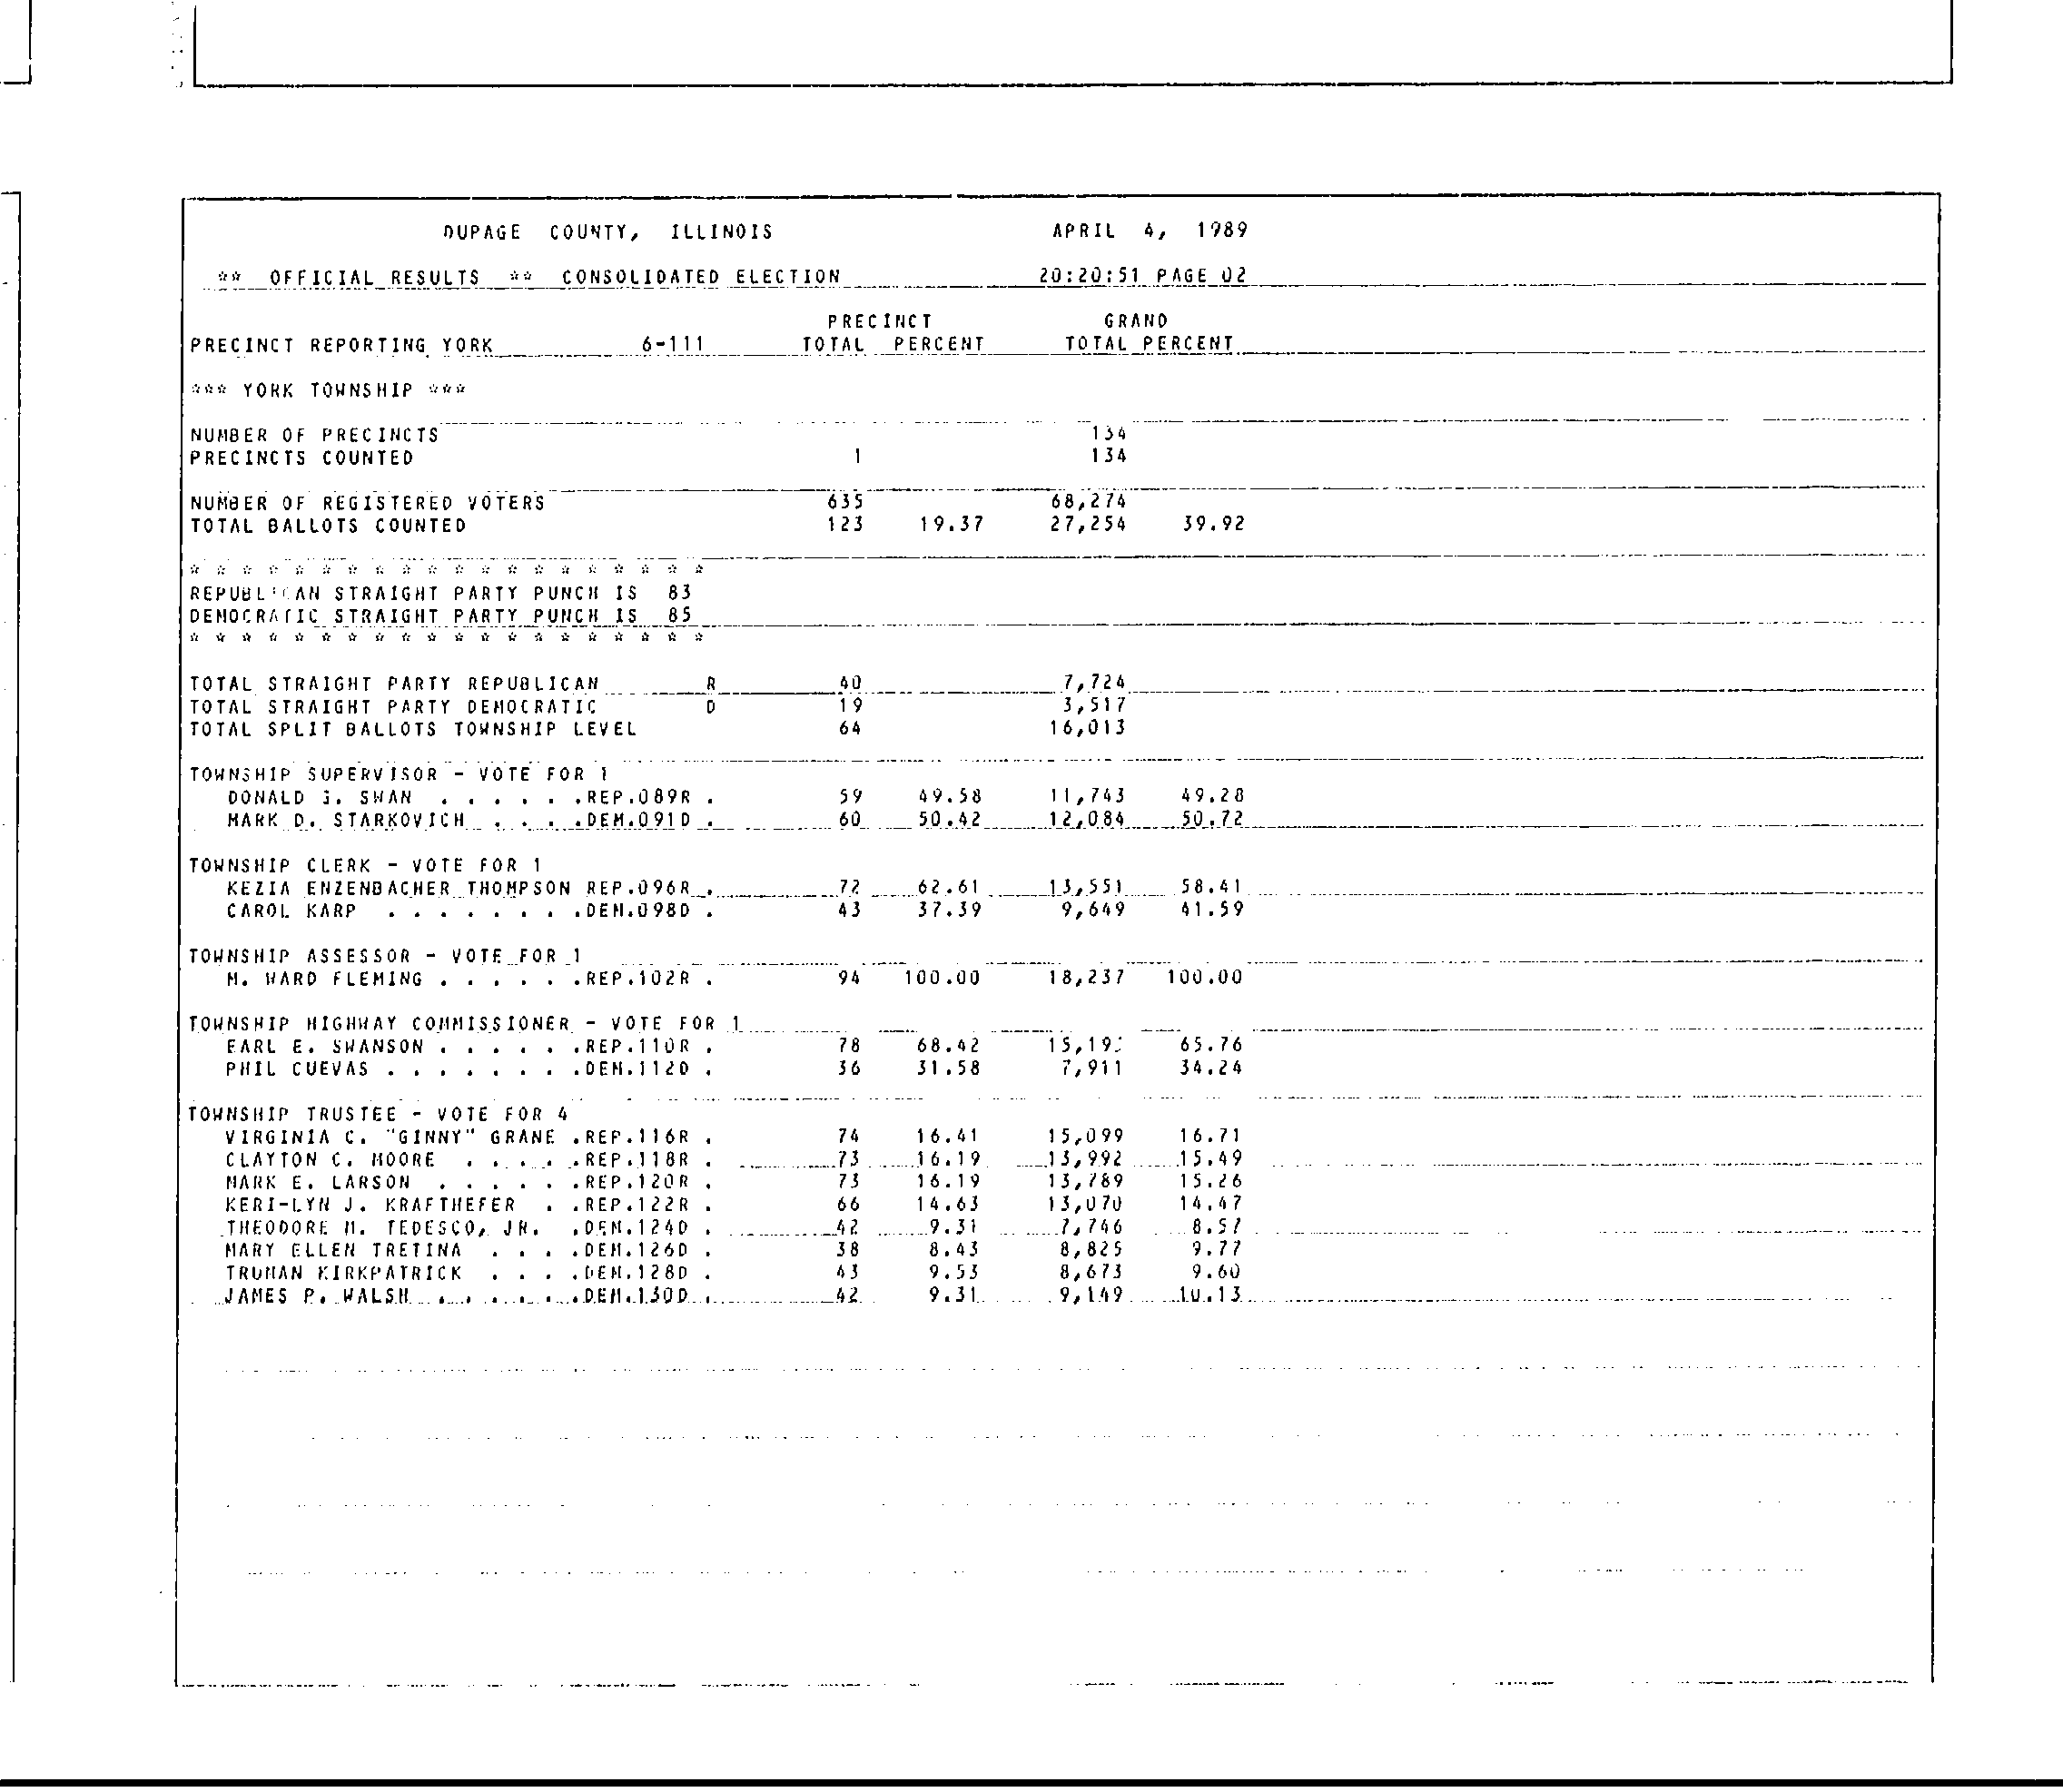 DUPAGE COUNTY, ILLINOIS APRIL 4, 1989
** OFFICIAL RESULTS ** CONSOLIDATED ELECTION 20:20:51 PAGE 02
PRECINCT GRAND
PRECINCT REPORTING YORK 6-111 TOTAL PERCENT TOTAL PERCENT
*** YORK TOWNSHIP ***
NUMBER OF PRECINCTS 134
PRECINCTS COUNTED 1 134
NUMBER OF REGISTERED VOTERS 635 68,274
TOTAL BALLOTS COUNTED 123 19.37 27,254 39.92
* * * * * * * * * * * * * * * * * * * *
REPUBLICAN STRAIGHT PARTY PUNCH IS 83
DEMOCRATIC STRAIGHT PARTY PUNCH IS 85
* * * * * * * * * * * * * * * * * * * *
TOTAL STRAIGHT PARTY REPUBLICAN R 40 7,724
TOTAL STRAIGHT PARTY DEMOCRATIC D 19 3,517
TOTAL SPLIT BALLOTS TOWNSHIP LEVEL 64 16,013
TOWNSHIP SUPERVISOR - VOTE FOR 1
DONALD SWAN . . . . . .REP.089R . 59 49.58 11,743 49.28
MARK D. STARKOVICH . . . .DEM.091D . 60 50.42 12,084 50.72
TOWNSHIP CLERK - VOTE FOR 1
KEZIA ENZENBACHER THOMPSON REP.096R . 72 62.61 13,551 58.41
CAROL KARP . . . . . . . .DEM.098D . 43 37.39 9,649 41.59
TOWNSHIP ASSESSOR - VOTE FOR 1
M. WARD FLEMING . . . . . .REP.102R . 94 100.00 18,237 100.00
TOWNSHIP HIGHWAY COMMISSIONER - VOTE FOR 1
EARL E. SWANSON . . . . . .REP.110R . 78 68.42 65.76
PHIL CUEVAS . . . . . . . .DEM.112D . 36 31.58 7,911 34.24
TOWNSHIP TRUSTEE - VOTE FOR 4
VIRGINIA C. "GINNY" GRANE .REP.116R . 74 16.41 15,099 16.71
CLAYTON C. MOORE . . . . .REP.118R . 73 16.19 13,992 15.49
MARK E. LARSON . . . . . .REP.120R . 73 16.19 13,789 15.26
KERI-LYN J. KRAFTHEFER . .REP.122R . 66 14.63 13,070 14.47
THEODORE M. TEDESCO, JR. .DEM.124D . 42 9.31 7,746 8.57
MARY ELLEN TRETINA . . . .DEM.126D . 38 8.43 8,825 9.77
TRUMAN KIRKPATRICK . . . .DEM.128D . 43 9.53 8,673 9.60
JAMES P. WALSH . . . . . .DEM.130D . 42 9.31 9,149 10.13